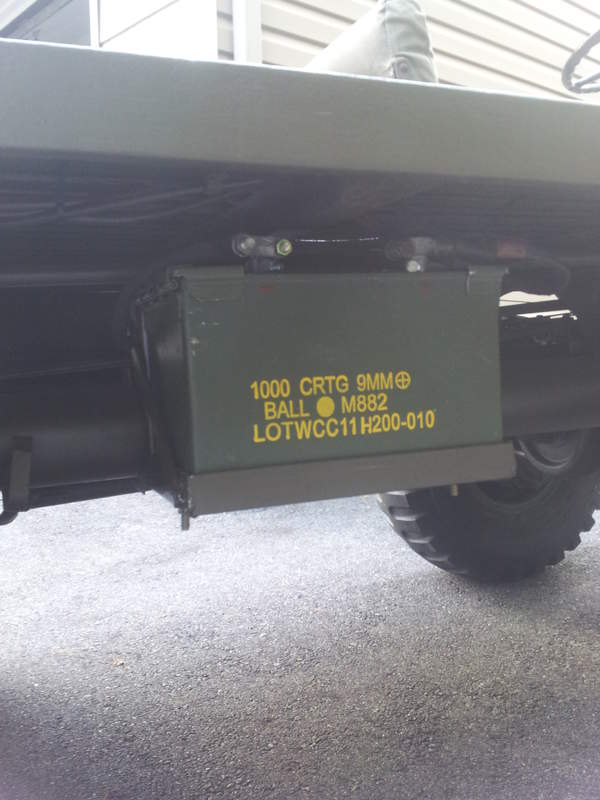 1000 CRTG 9MM⊕
BALL ● M882
LOTWCC11H200-010